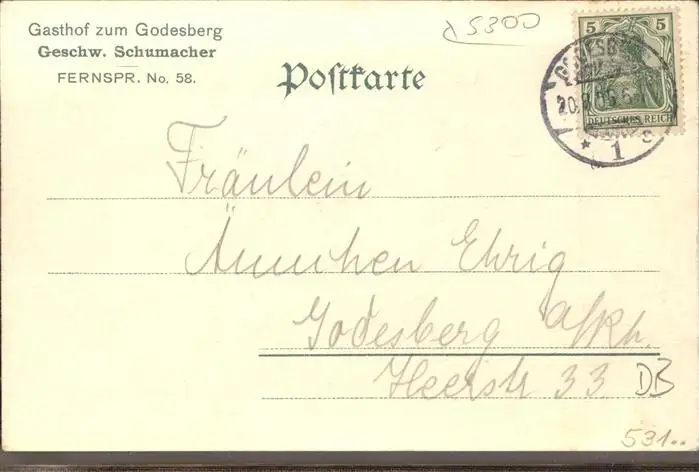 Gasthof zum Godesberg
Geschw. Schumacher
FERNSPR. No. 58.
Postkarte
d 5300
5 5
DEUTSCHES REICH
1 c
Fräulein
Ännchen Ehrig
Godesberg a/Rh.
Heerstr 33
DB
531..